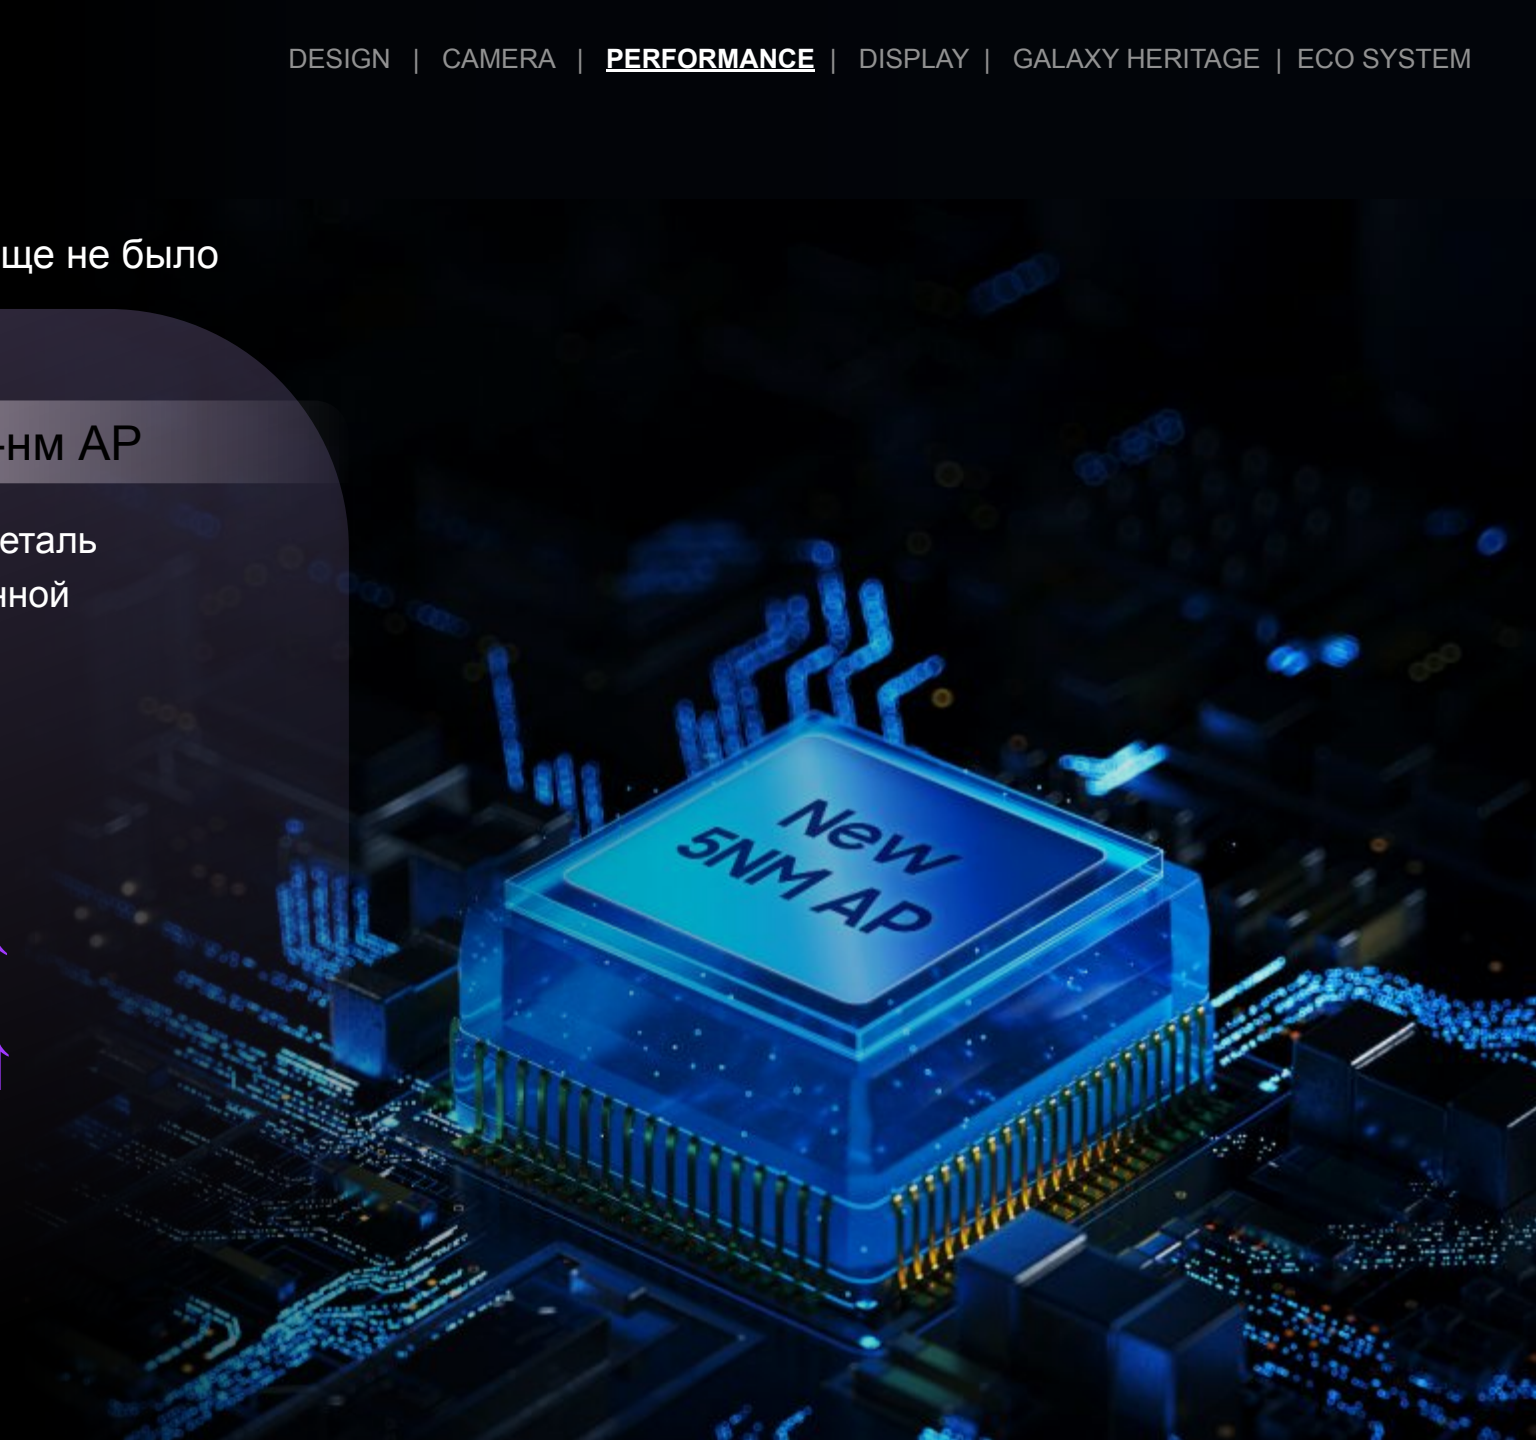 DESIGN | CAMERA | PERFORMANCE | DISPLAY | GALAXY HERITAGE | ECO SYSTEM
ще не было
-нм AP
еталь
нной
New
5NM AP